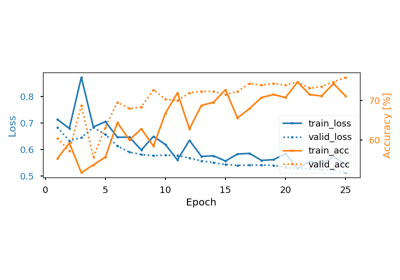 0.8
0.7
0.6
0.5
Loss
0
5
10
15
20
25
Epoch
70
60
Accuracy [%]
train_loss
valid_loss
train_acc
valid_acc